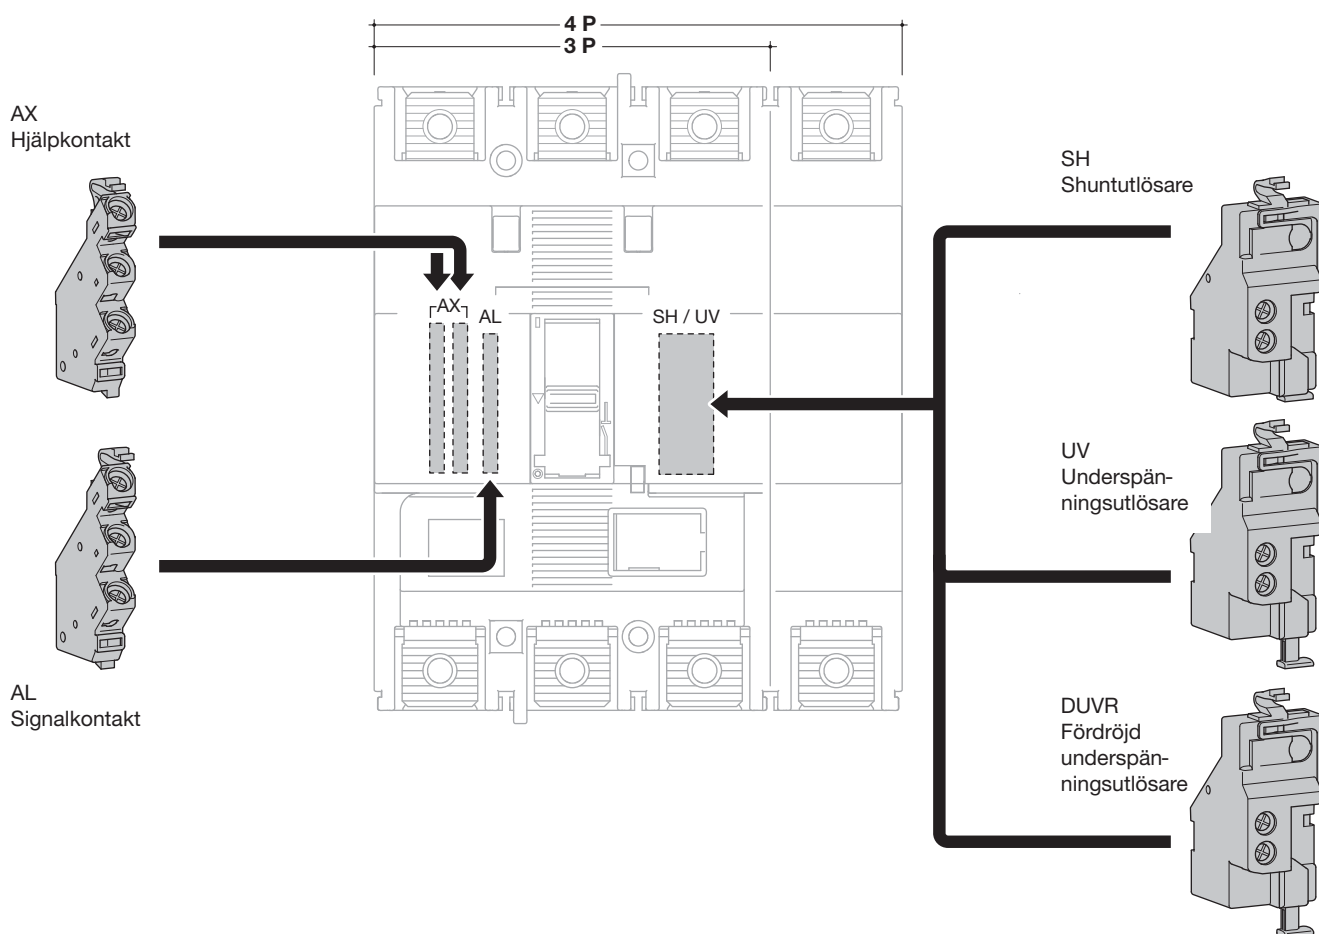 4 P
3 P
AX
Hjälpkontakt
SH
Shuntutlösare
AX
AL
SH / UV
UV
Underspän-
ningsutlösare
AL
Signalkontakt
DUVR
Fördröjd
underspän-
ningsutlösare